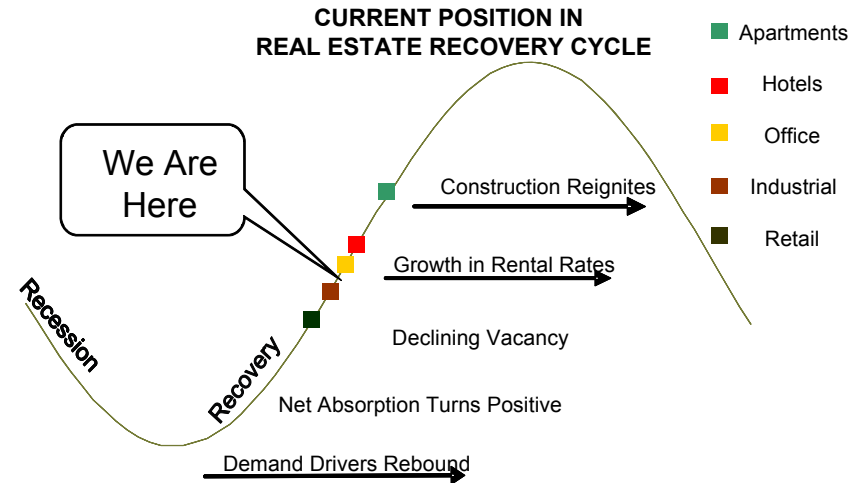 CURRENT POSITION IN
REAL ESTATE RECOVERY CYCLE
Apartments
Hotels
Office
Industrial
Retail
We Are
Here
Construction Reignites
Growth in Rental Rates
Recession
Declining Vacancy
Recovery
Net Absorption Turns Positive
Demand Drivers Rebound